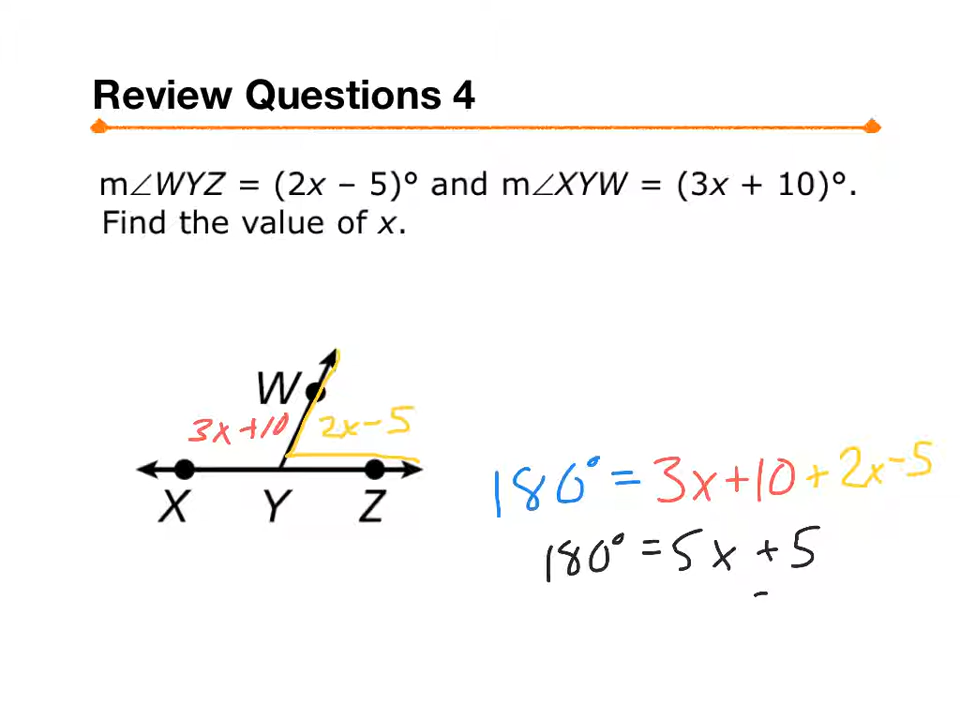 Review Questions 4
m∠WYZ = (2x – 5)° and m∠XYW = (3x + 10)°.
Find the value of x.
W
3x+10 2x-5
X Y Z
180° = 3x+10+2x-5
180° = 5x + 5
-